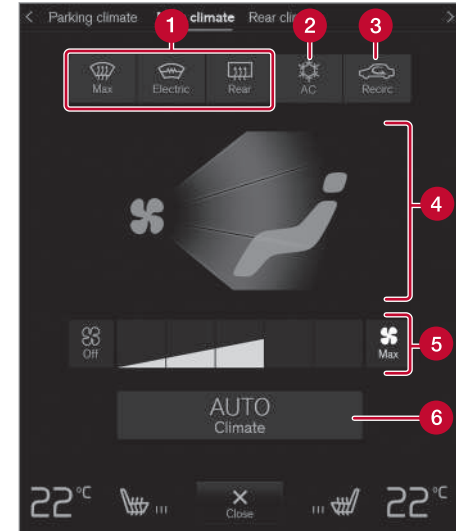 Parking climate climate Rear
1 2 3
Max Electric Rear AC Recirc
4
Off Max 5
AUTO
Climate 6
22°C 22°C
Close